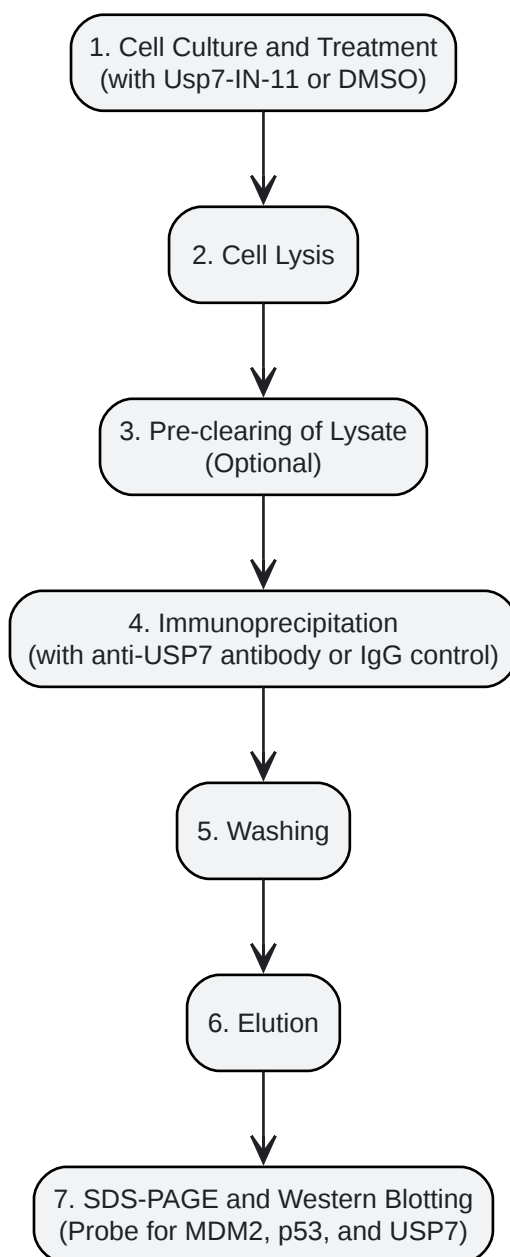 1. Cell Culture and Treatment
(with Usp7-IN-11 or DMSO)
2. Cell Lysis
3. Pre-clearing of Lysate
(Optional)
4. Immunoprecipitation
(with anti-USP7 antibody or IgG control)
5. Washing
6. Elution
7. SDS-PAGE and Western Blotting
(Probe for MDM2, p53, and USP7)